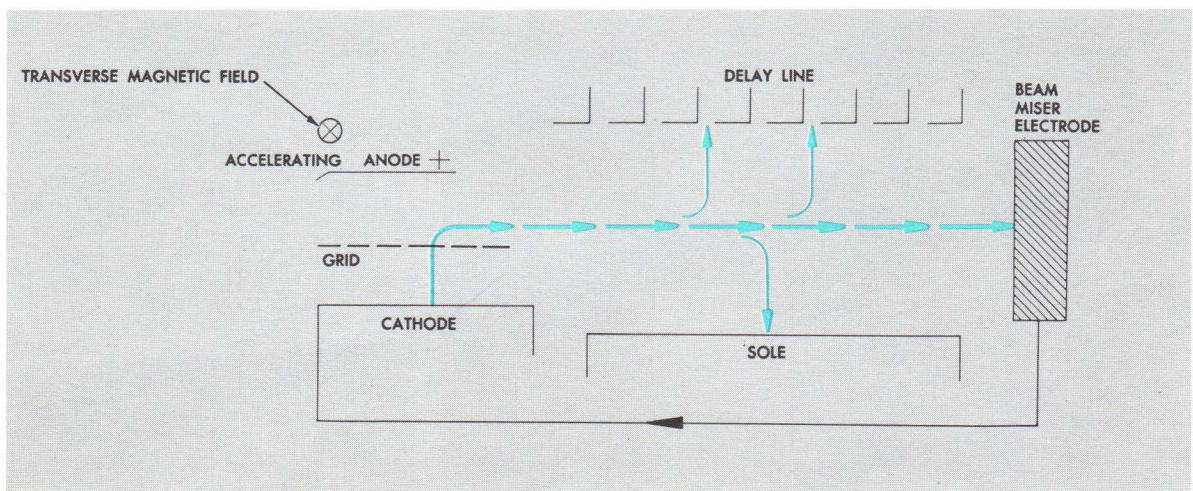 TRANSVERSE MAGNETIC FIELD
ACCELERATING ANODE +
GRID
CATHODE
DELAY LINE
SOLE
BEAM
MISER
ELECTRODE